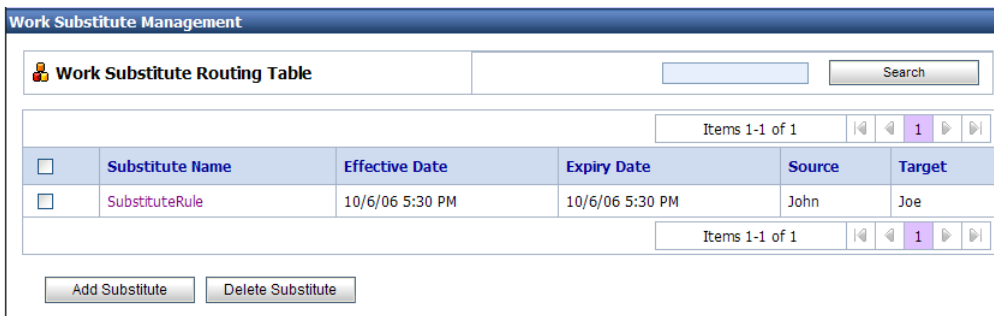 Work Substitute Management
Work Substitute Routing Table Search
Items 1-1 of 1 1
Substitute Name Effective Date Expiry Date Source Target
SubstituteRule 10/6/06 5:30 PM 10/6/06 5:30 PM John Joe
Items 1-1 of 1 1
Add Substitute Delete Substitute